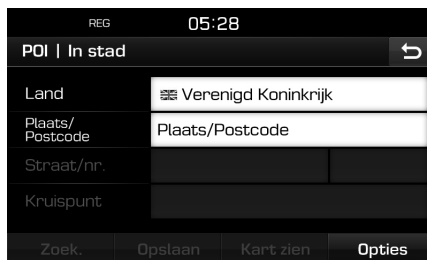 REG 05:28
POI | In stad
Land Verenigd Koninkrijk
Plaats/
Postcode Plaats/Postcode
Straat/nr.
Kruispunt
Zoek. Opslaan Kart zien Opties